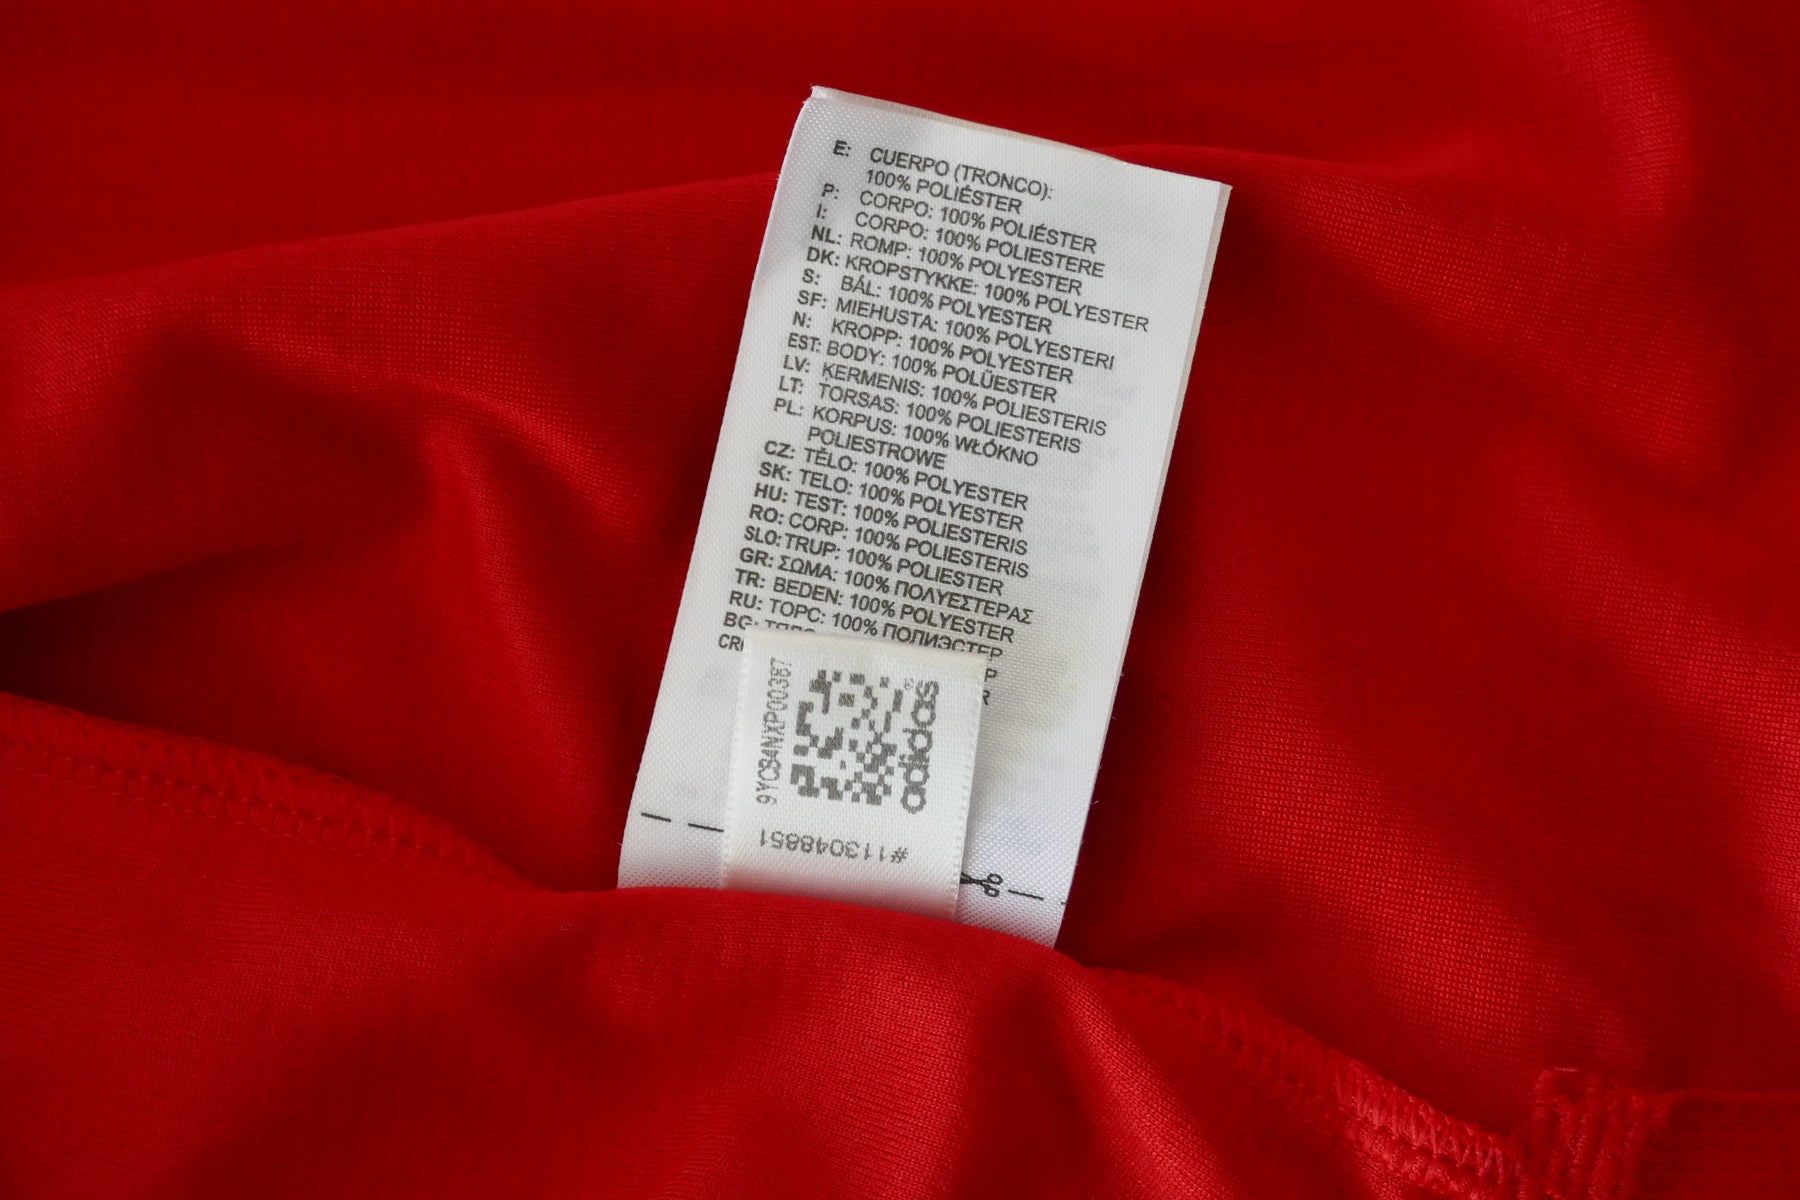 E: CUERPO (TRONCO):
100% POLIÉSTER
P: CORPO: 100% POLIÉSTER
I: CORPO: 100% POLIESTERE
NL: ROMP: 100% POLYESTER
DK: KROPSTYKKE: 100% POLYESTER
S: BÅL: 100% POLYESTER
SF: MIEHUSTA: 100% POLYESTERI
N: KROPP: 100% POLYESTER
EST: BODY: 100% POLÜESTER
LV: ĶERMENIS: 100% POLIESTERIS
LT: TORSAS: 100% POLIESTERIS
PL: KORPUS: 100% WŁÓKNO
POLIESTROWE
CZ: TĚLO: 100% POLYESTER
SK: TELO: 100% POLYESTER
HU: TEST: 100% POLIESTERIS
RO: CORP: 100% POLIESTERIS
SLO: TRUP: 100% POLIESTER
GR: ΣΩΜΑ: 100% ΠΟΛΥΕΣΤΕΡΑΣ
TR: BEDEN: 100% POLYESTER
RU: ТОРС: 100% ПОЛИЭСТЕР
BG:
adidas®
#113048851